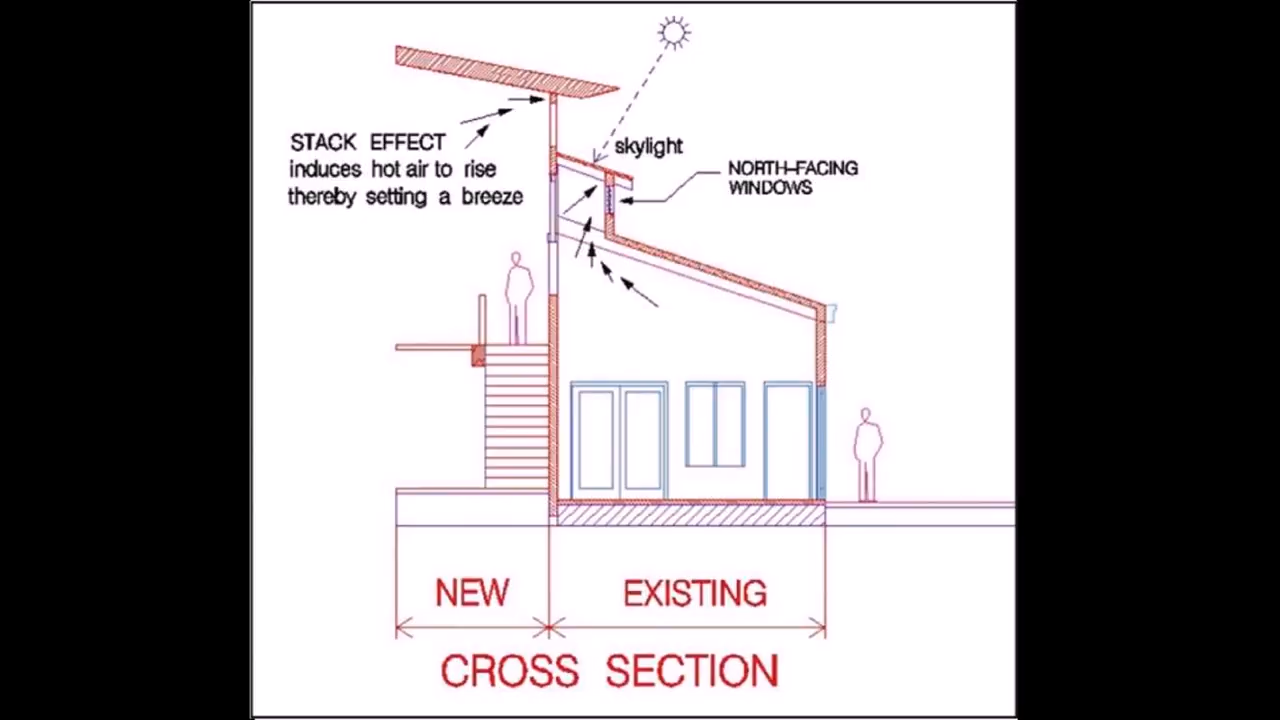 STACK EFFECT
induces hot air to rise
thereby setting a breeze
skylight
NORTH-FACING
WINDOWS
NEW
EXISTING
CROSS SECTION